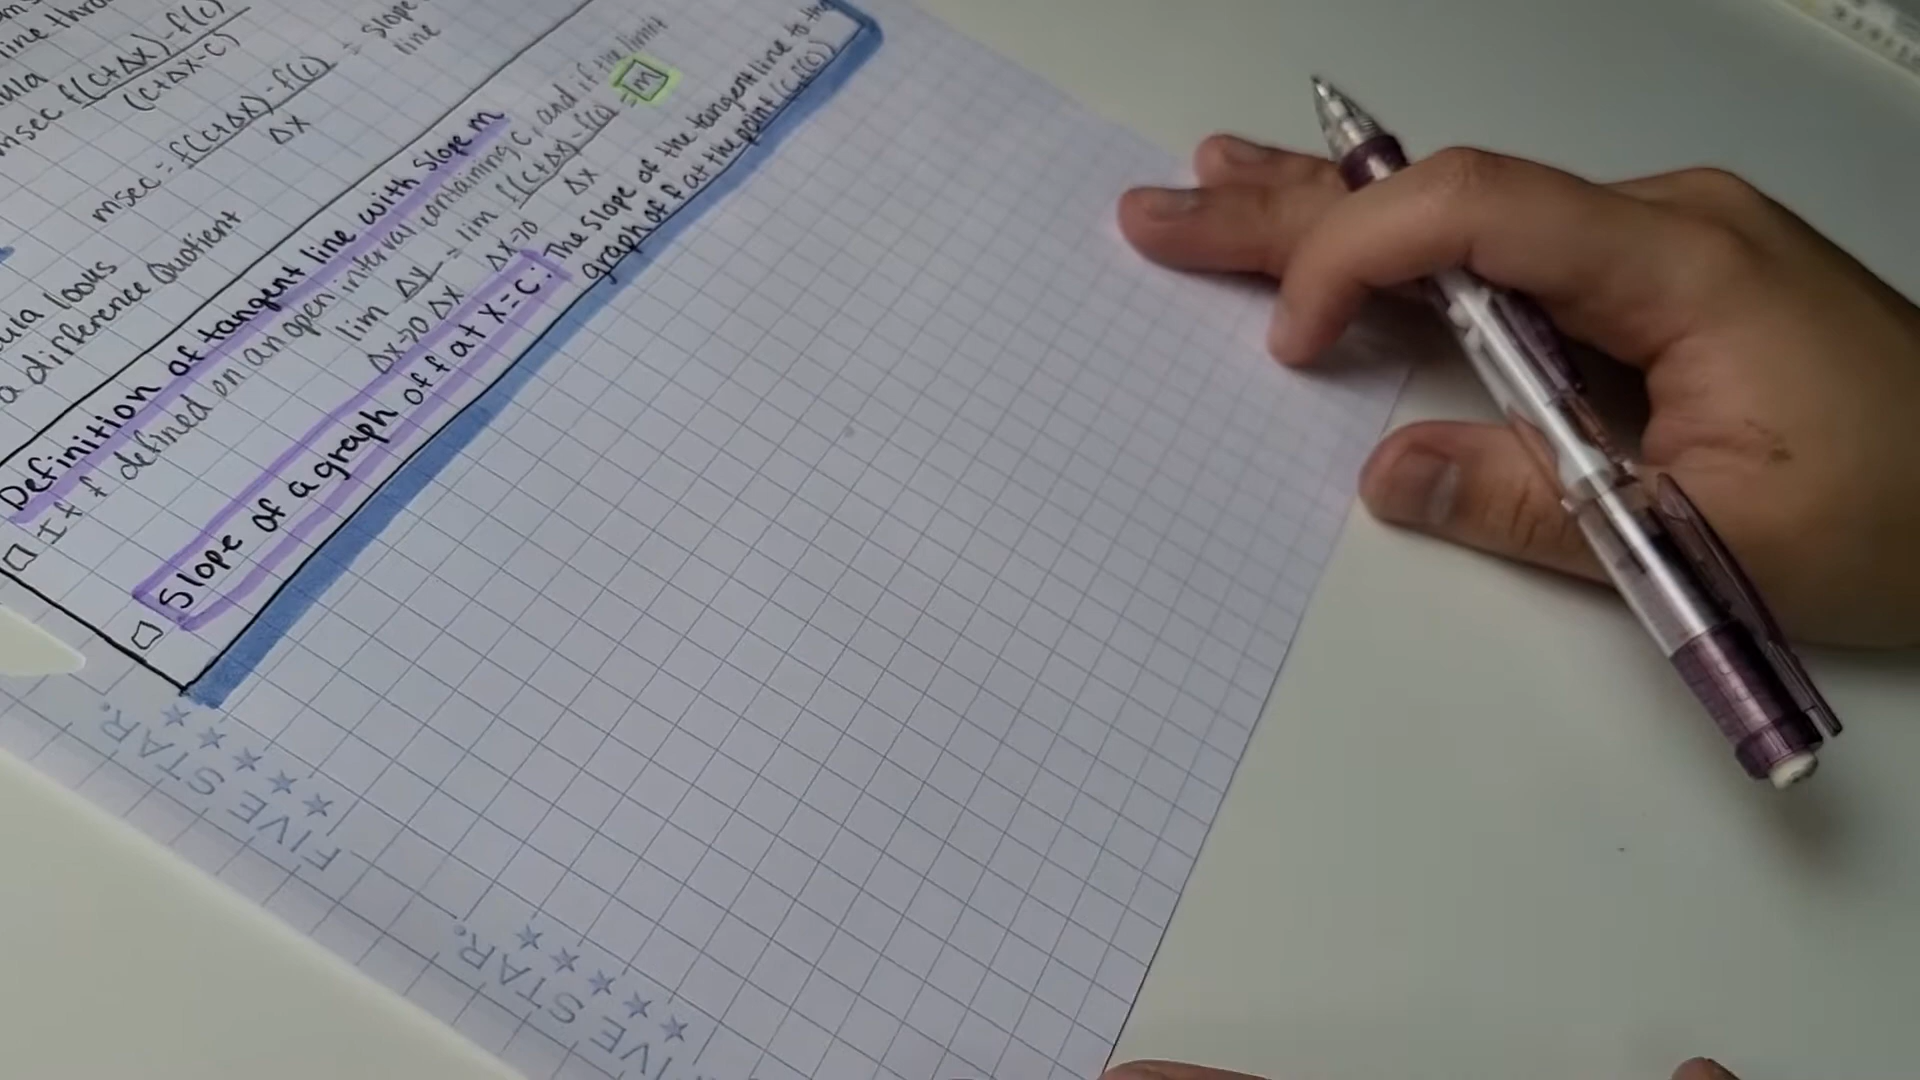 line thro
ula
msec f(c+Δx)-f(c)
(c+Δx-c)
msec = f(c+Δx)-f(c) = slope
Δx line
ula looks
a difference Quotient
Definition of tangent line with slope m
If f defined on an open interval containing c, and if the limit
lim Δy = lim f(c+Δx)-f(c) = m
Δx→0 Δx Δx→0 Δx
Slope of a graph of f at x=c: The slope of the tangent line to the
graph of f at the point (c, f(c))
FIVE STAR.
FIVE STAR.